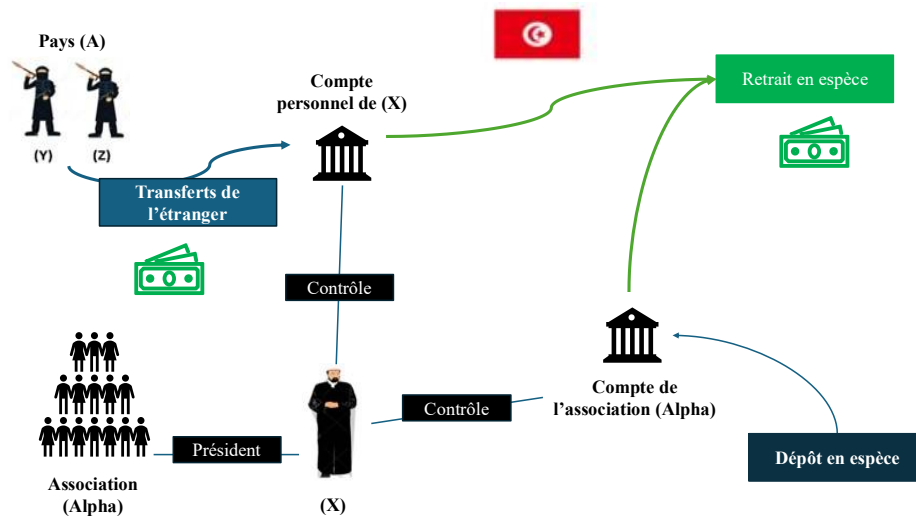 Pays (A)
(Y)
(Z)
Transferts de
l'étranger
Compte
personnel de (X)
Retrait en espèce
Contrôle
Association
(Alpha)
Président
(X)
Contrôle
Compte de
l'association (Alpha)
Dépôt en espèce